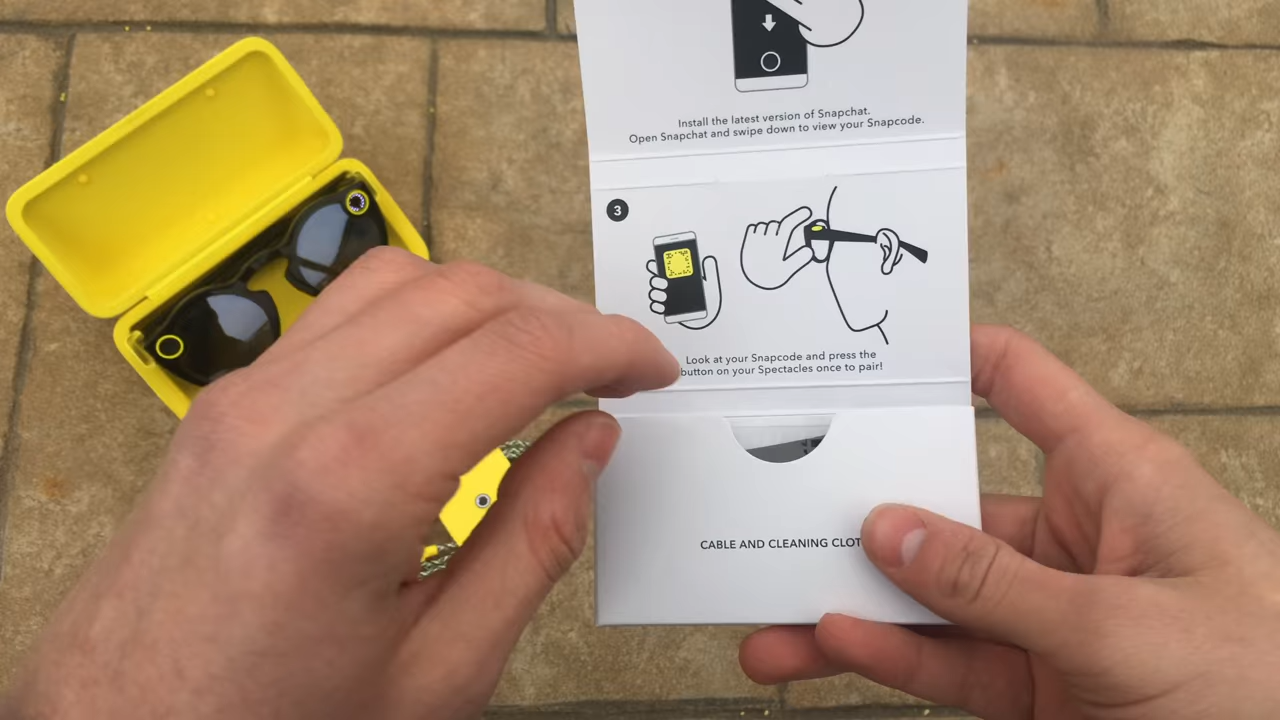 Install the latest version of Snapchat.
Open Snapchat and swipe down to view your Snapcode.
3
Look at your Snapcode and press the
button on your Spectacles once to pair!
CABLE AND CLEANING CLOT